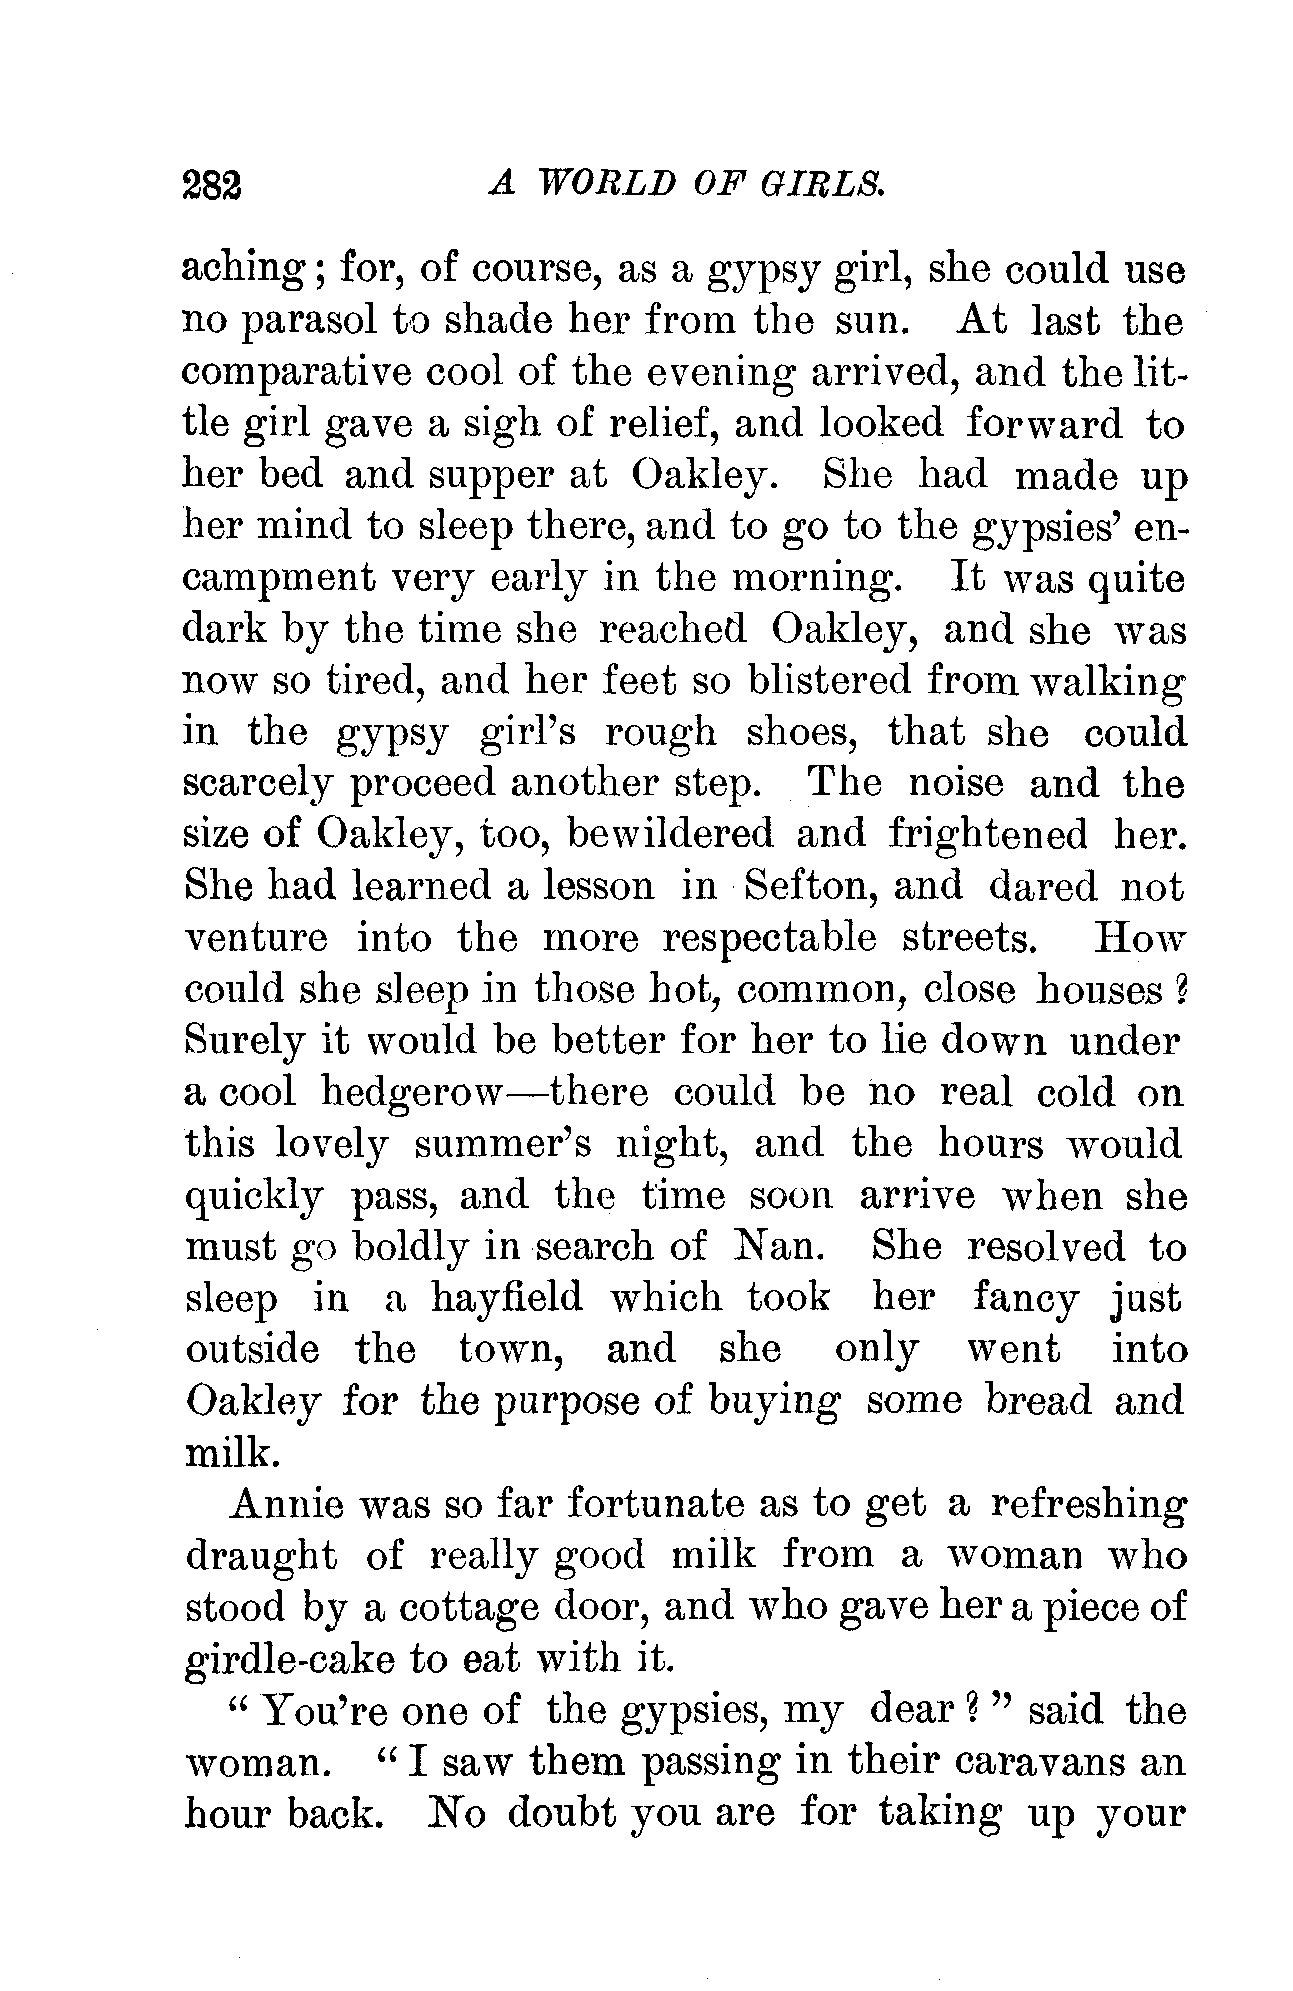 282 A WORLD OF GIRLS.
aching; for, of course, as a gypsy girl, she could use
no parasol to shade her from the sun. At last the
comparative cool of the evening arrived, and the lit-
tle girl gave a sigh of relief, and looked forward to
her bed and supper at Oakley. She had made up
her mind to sleep there, and to go to the gypsies' en-
campment very early in the morning. It was quite
dark by the time she reached Oakley, and she was
now so tired, and her feet so blistered from walking
in the gypsy girl's rough shoes, that she could
scarcely proceed another step. The noise and the
size of Oakley, too, bewildered and frightened her.
She had learned a lesson in Sefton, and dared not
venture into the more respectable streets. How
could she sleep in those hot, common, close houses?
Surely it would be better for her to lie down under
a cool hedgerow—there could be no real cold on
this lovely summer's night, and the hours would
quickly pass, and the time soon arrive when she
must go boldly in search of Nan. She resolved to
sleep in a hayfield which took her fancy just
outside the town, and she only went into
Oakley for the purpose of buying some bread and
milk.
Annie was so far fortunate as to get a refreshing
draught of really good milk from a woman who
stood by a cottage door, and who gave her a piece of
girdle-cake to eat with it.
"You're one of the gypsies, my dear?" said the
woman. "I saw them passing in their caravans an
hour back. No doubt you are for taking up your